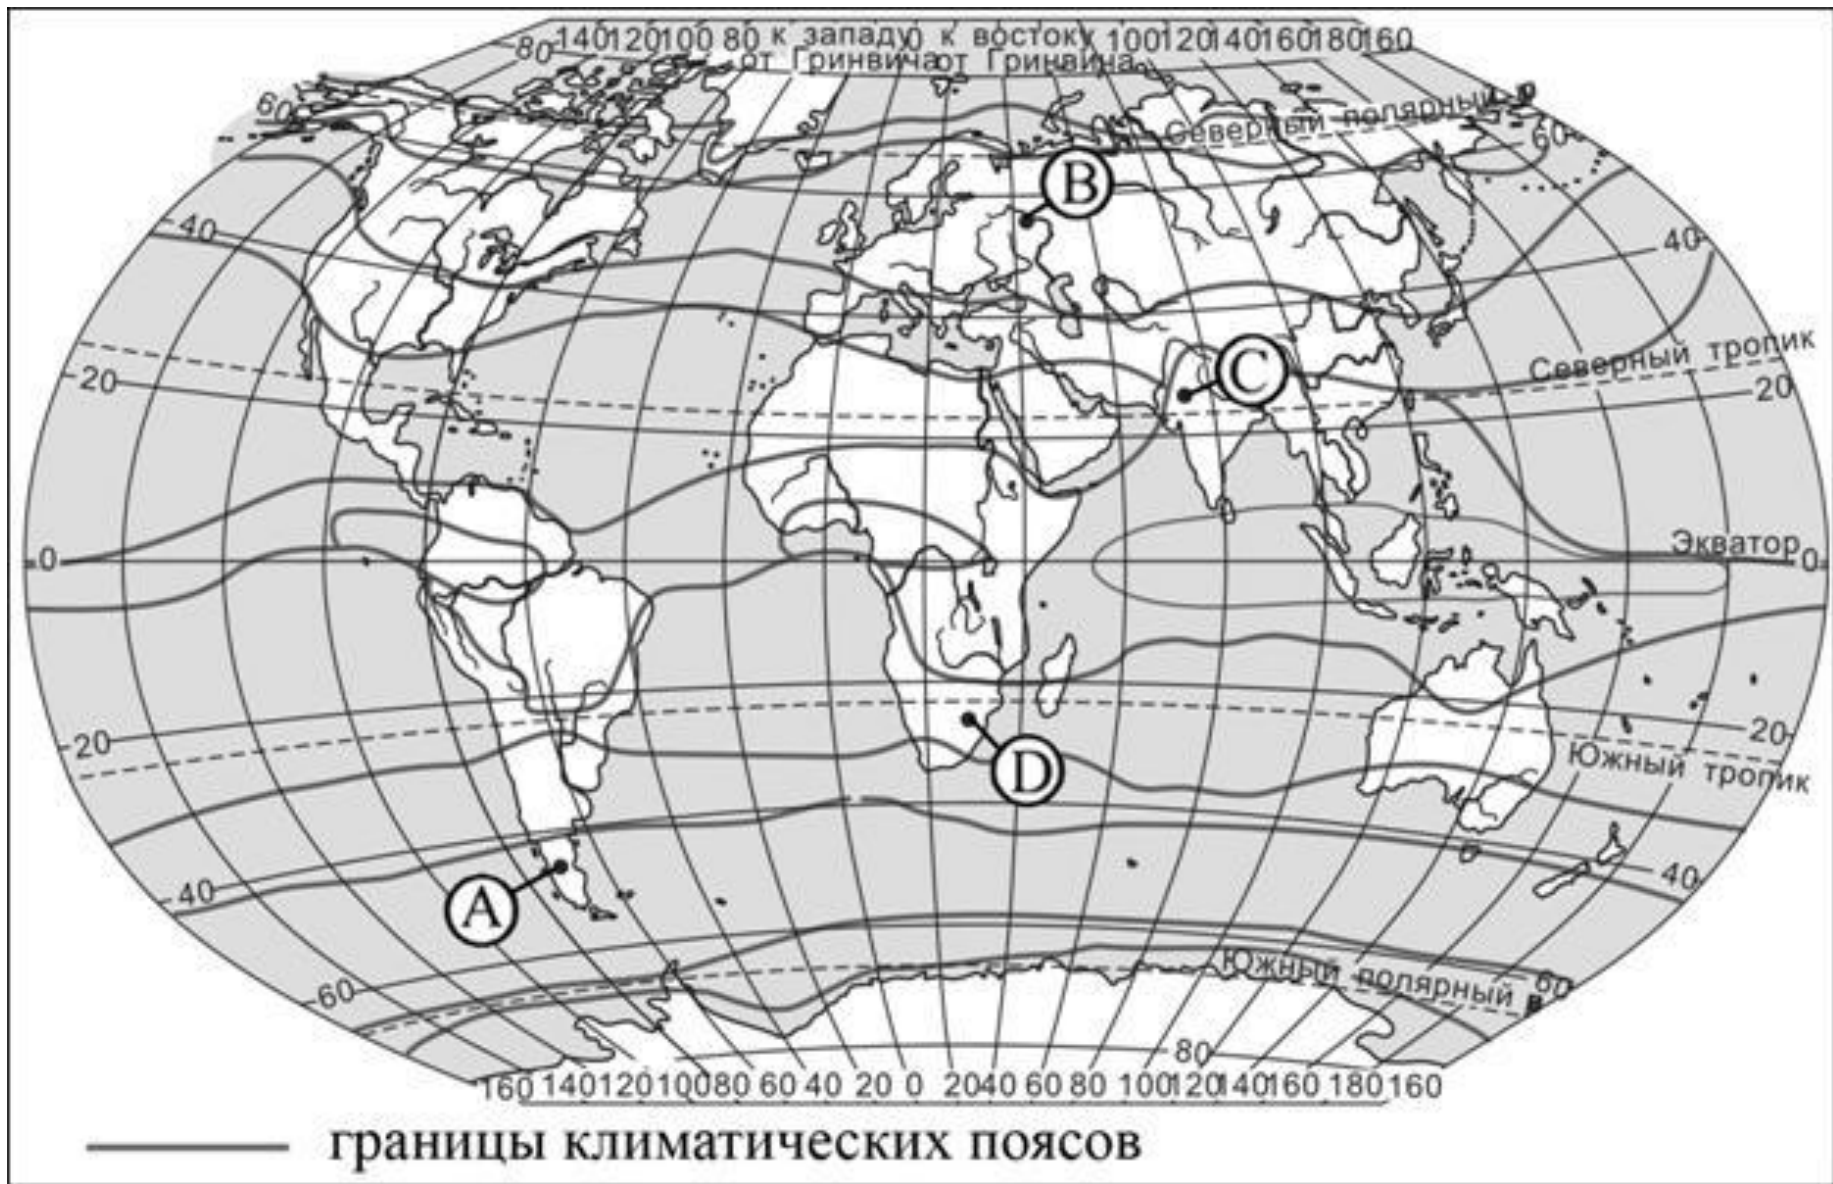 80 140 120 100 80 к западу 0 к востоку 100 120 140 160 180 160
от Гринвича от Гринвича
60 Северный полярный 60
B
40 40
C Северный тропик
20 20
0 Экватор 0
20 20
D Южный тропик
A 40 40
60 Южный полярный 60
80
160 140 120 100 80 60 40 20 0 20 40 60 80 100 120 140 160 180 160
границы климатических поясов